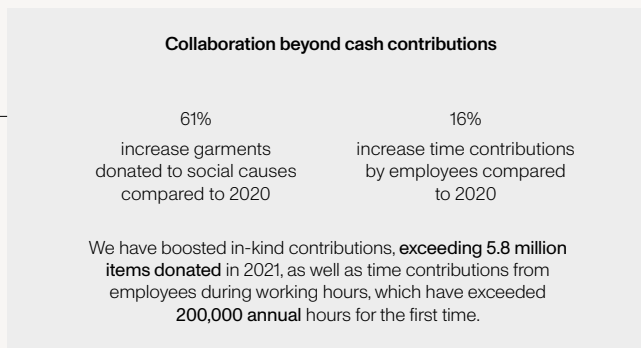 Collaboration beyond cash contributions
61%
increase garments
donated to social causes
compared to 2020
16%
increase time contributions
by employees compared
to 2020
We have boosted in-kind contributions, exceeding 5.8 million
items donated in 2021, as well as time contributions from
employees during working hours, which have exceeded
200,000 annual hours for the first time.